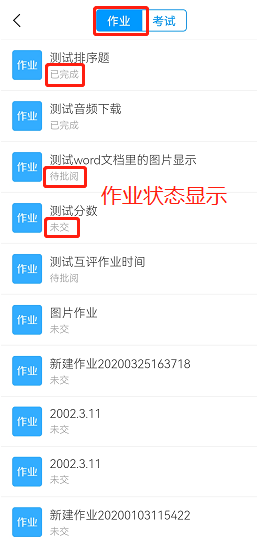 作业 考试
作业 测试排序题
已完成
作业 测试音频下载
已完成
作业 测试word文档里的图片显示
待批阅
作业状态显示
作业 测试分数
未交
作业 测试互评作业时间
待批阅
作业 图片作业
未交
作业 新建作业20200325163718
未交
作业 2002.3.11
未交
作业 2002.3.11
未交
作业 新建作业20200103115422
未交